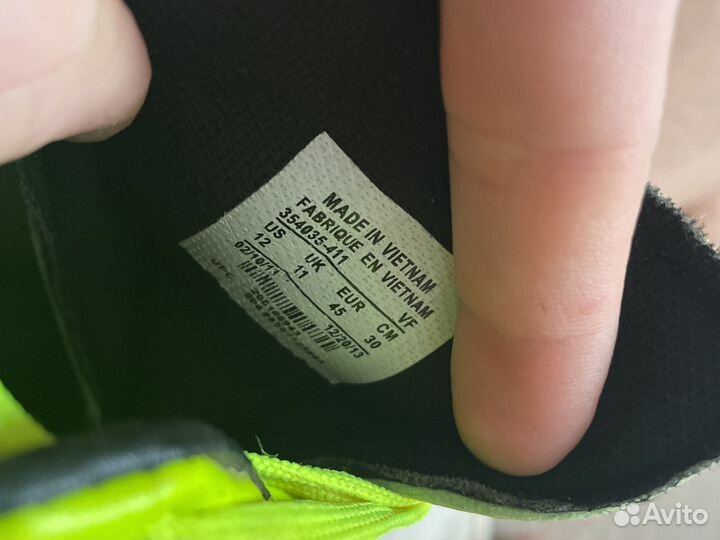 MADE IN VIETNAM
FABRIQUE EN VIETNAM
354035-411 VF
US UK EUR CM
12 11 45 30
02/10/13 12/20/13
UPC
Avito